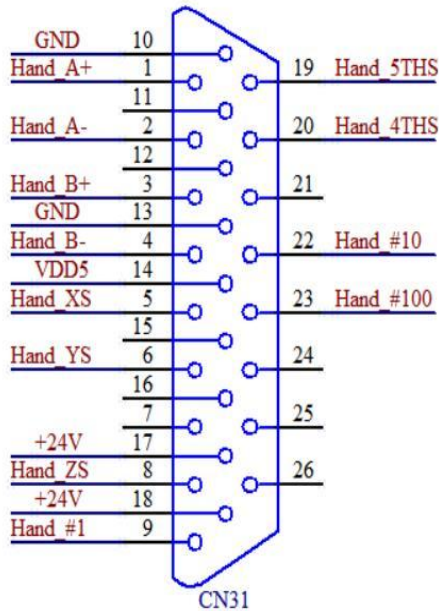 GND 10
Hand_A+ 1 19 Hand_5THS
11
Hand_A- 2 20 Hand_4THS
12
Hand_B+ 3 21
GND 13
Hand_B- 4 22 Hand_#10
VDD5 14
Hand_XS 5 23 Hand_#100
15
Hand_YS 6 24
16
7 25
+24V 17
Hand_ZS 8 26
+24V 18
Hand_#1 9
CN31